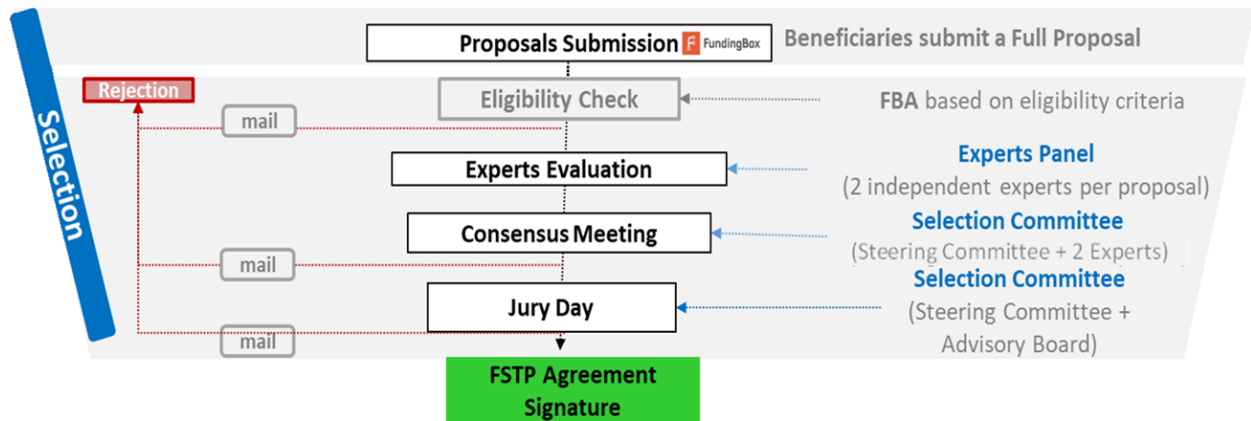 Proposals Submission FundingBox
Beneficiaries submit a Full Proposal
Selection
Rejection
Eligibility Check
FBA based on eligibility criteria
mail
Experts Evaluation
Experts Panel
(2 independent experts per proposal)
Consensus Meeting
Selection Committee
(Steering Committee + 2 Experts)
mail
Jury Day
Selection Committee
(Steering Committee +
Advisory Board)
mail
FSTP Agreement
Signature